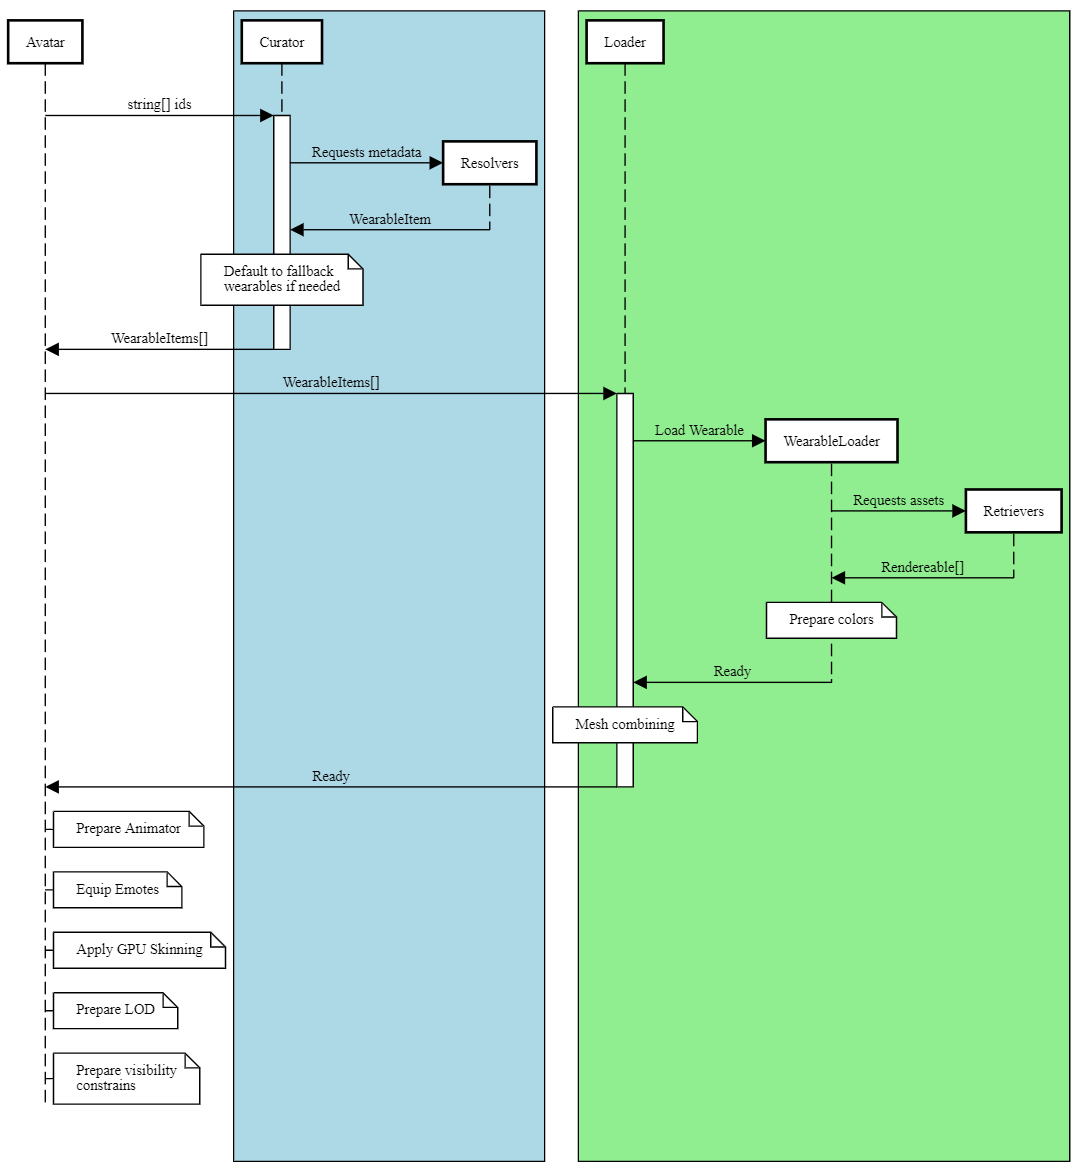 Avatar
Curator
Loader
string[] ids
Requests metadata
Resolvers
WearableItem
Default to fallback
wearables if needed
WearableItems[]
WearableItems[]
Load Wearable
WearableLoader
Requests assets
Retrievers
Rendereable[]
Prepare colors
Ready
Mesh combining
Ready
Prepare Animator
Equip Emotes
Apply GPU Skinning
Prepare LOD
Prepare visibility
constrains